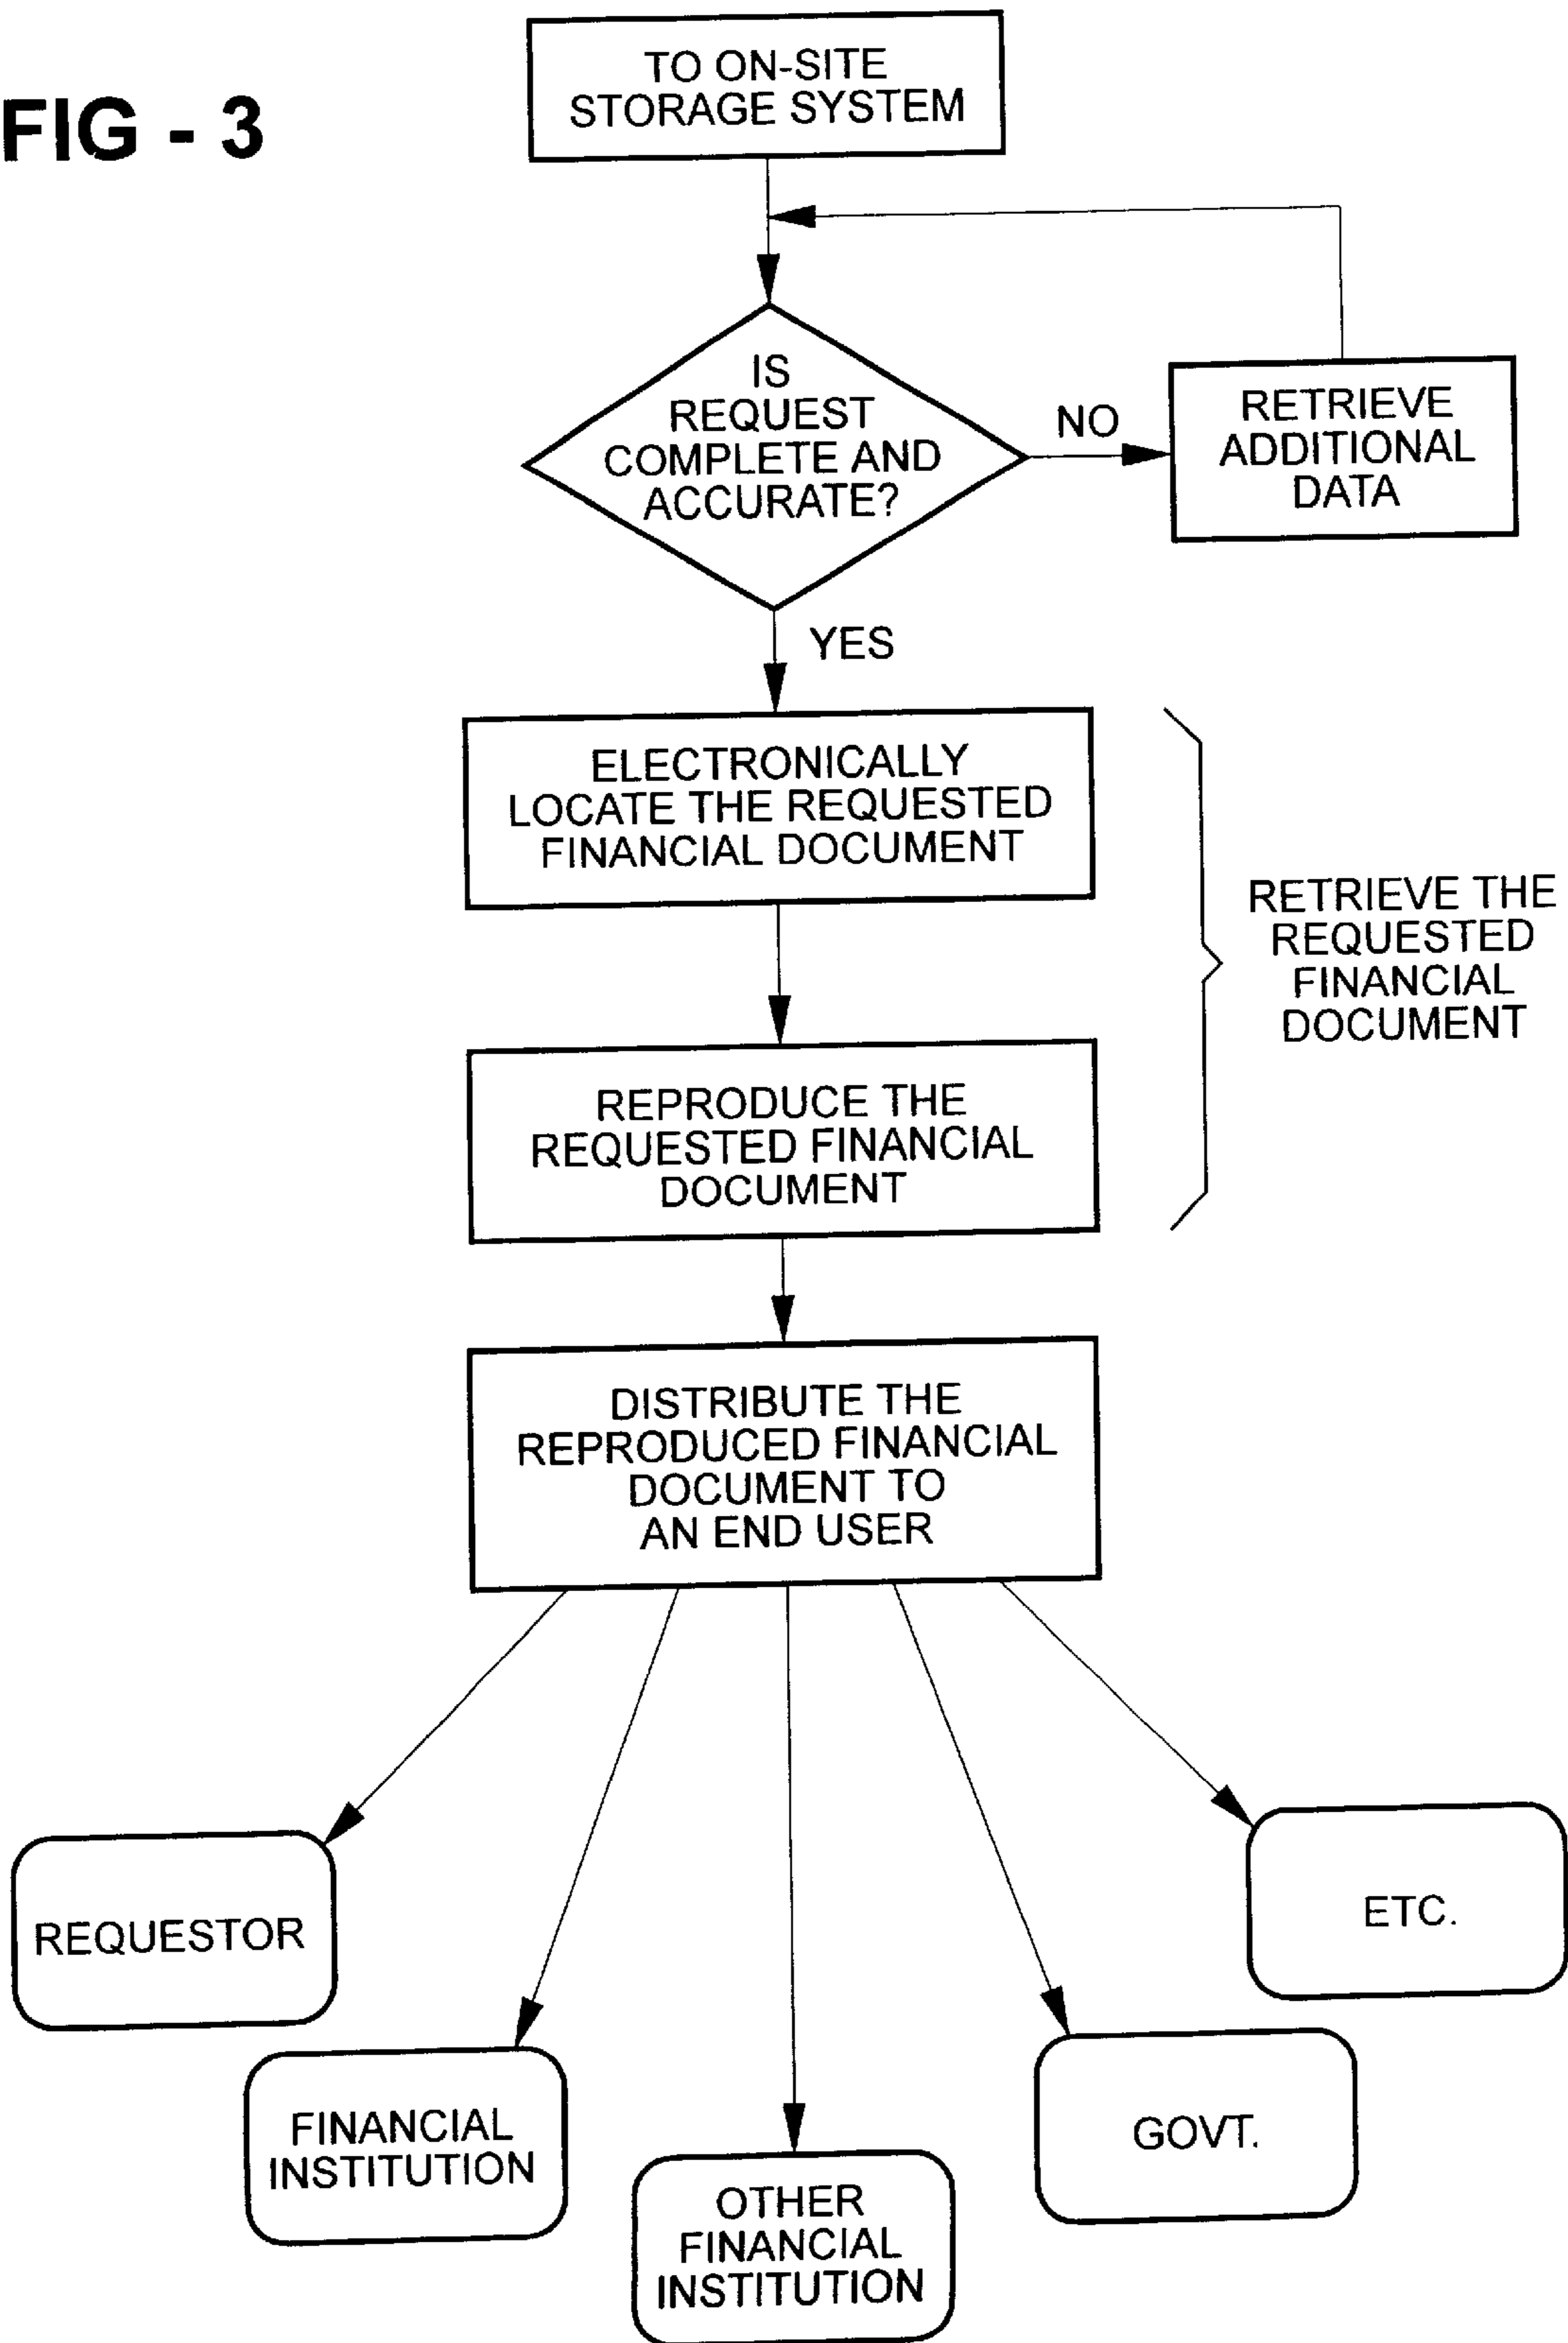 FIG - 3
TO ON-SITE
STORAGE SYSTEM
IS
REQUEST
COMPLETE AND
ACCURATE?
NO
RETRIEVE
ADDITIONAL
DATA
YES
ELECTRONICALLY
LOCATE THE REQUESTED
FINANCIAL DOCUMENT
RETRIEVE THE
REQUESTED
FINANCIAL
DOCUMENT
REPRODUCE THE
REQUESTED FINANCIAL
DOCUMENT
DISTRIBUTE THE
REPRODUCED FINANCIAL
DOCUMENT TO
AN END USER
REQUESTOR
FINANCIAL
INSTITUTION
OTHER
FINANCIAL
INSTITUTION
GOVT.
ETC.